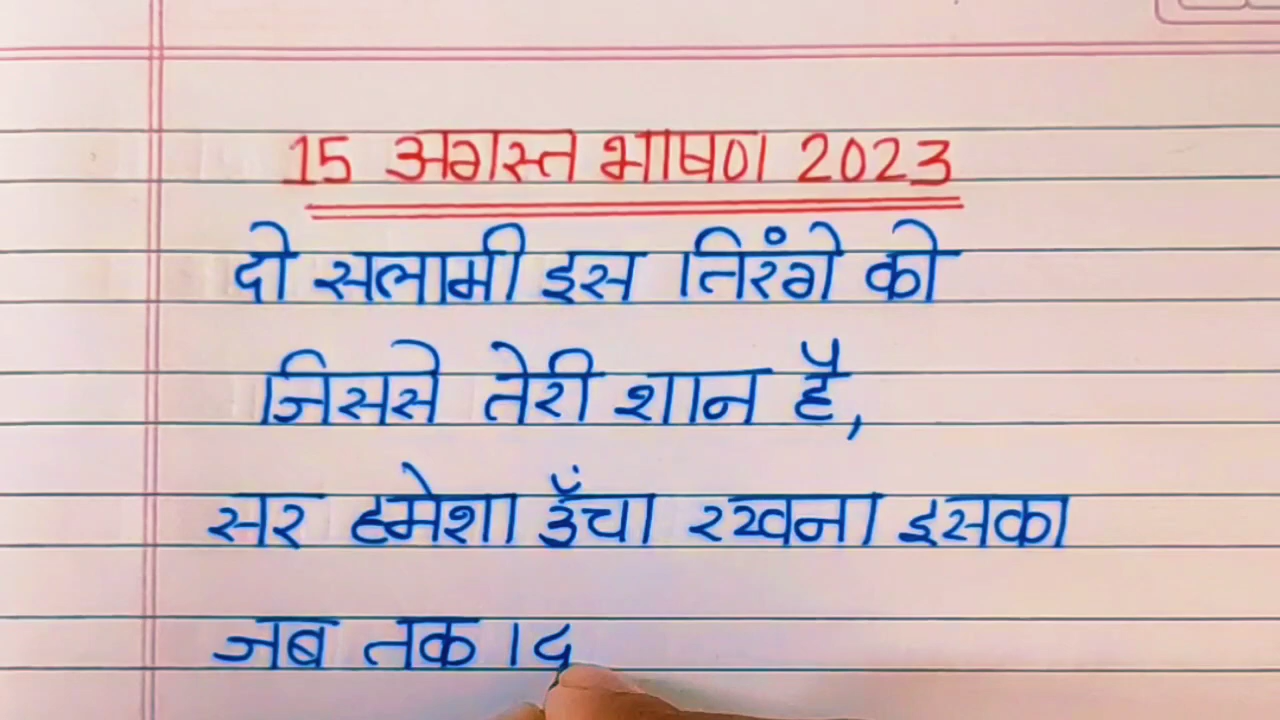 15 अगस्त भाषण 2023
दो सलामी इस तिरंगे को
जिससे तेरी शान है,
सर हमेशा उँचा रखना इसका
जब तक